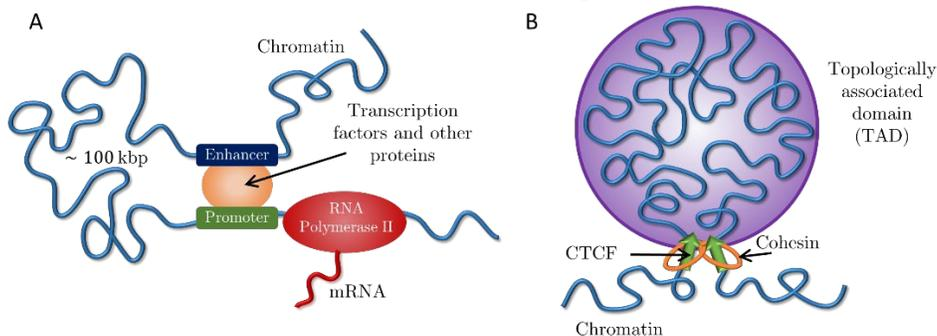 A
Chromatin
Transcription
factors and other
proteins
~ 100 kbp
Enhancer
Promoter
RNA
Polymerase II
mRNA
B
Topologically
associated
domain
(TAD)
CTCF
Cohesin
Chromatin